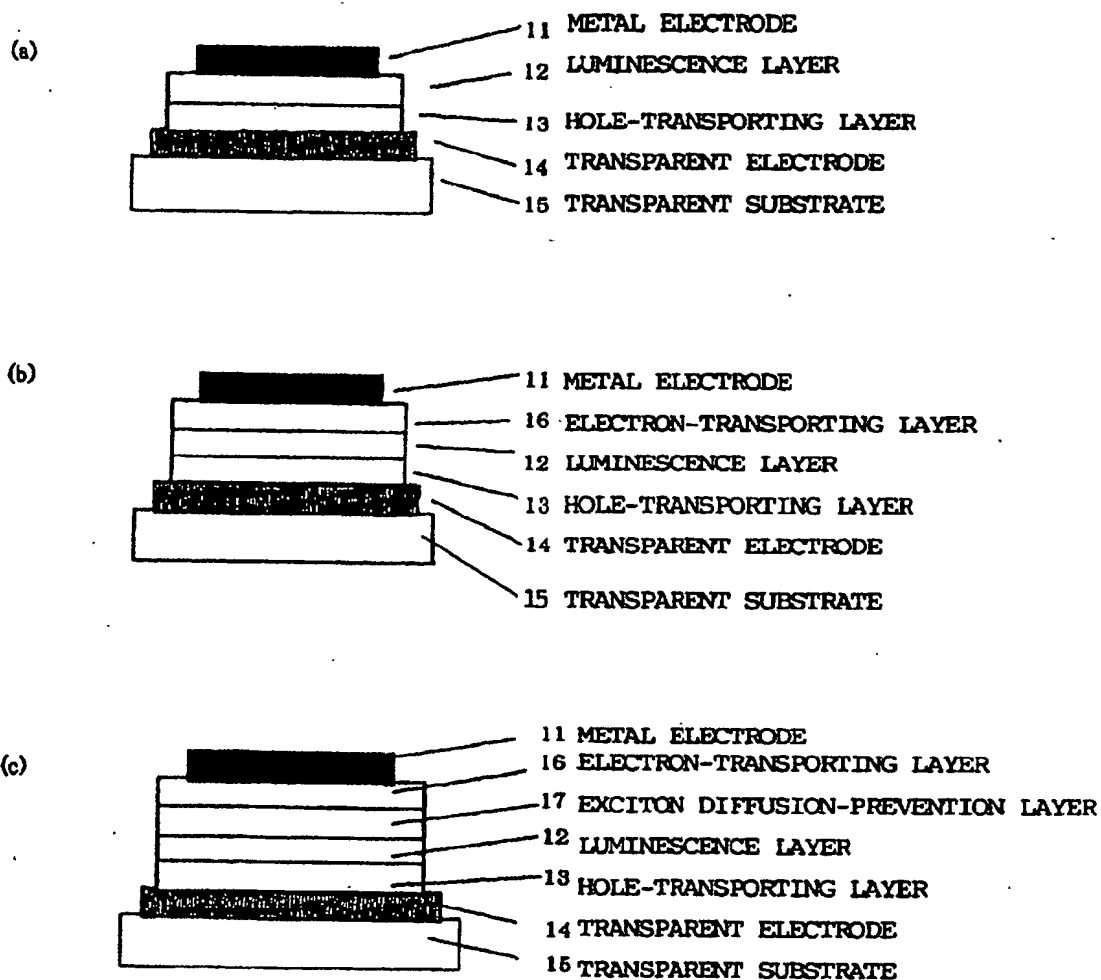 (a)
11 METAL ELECTRODE
12 LUMINESCENCE LAYER
13 HOLE-TRANSPORTING LAYER
14 TRANSPARENT ELECTRODE
15 TRANSPARENT SUBSTRATE
(b)
11 METAL ELECTRODE
16 ELECTRON-TRANSPORTING LAYER
12 LUMINESCENCE LAYER
13 HOLE-TRANSPORTING LAYER
14 TRANSPARENT ELECTRODE
15 TRANSPARENT SUBSTRATE
(c)
11 METAL ELECTRODE
16 ELECTRON-TRANSPORTING LAYER
17 EXCITON DIFFUSION-PREVENTION LAYER
12 LUMINESCENCE LAYER
13 HOLE-TRANSPORTING LAYER
14 TRANSPARENT ELECTRODE
15 TRANSPARENT SUBSTRATE